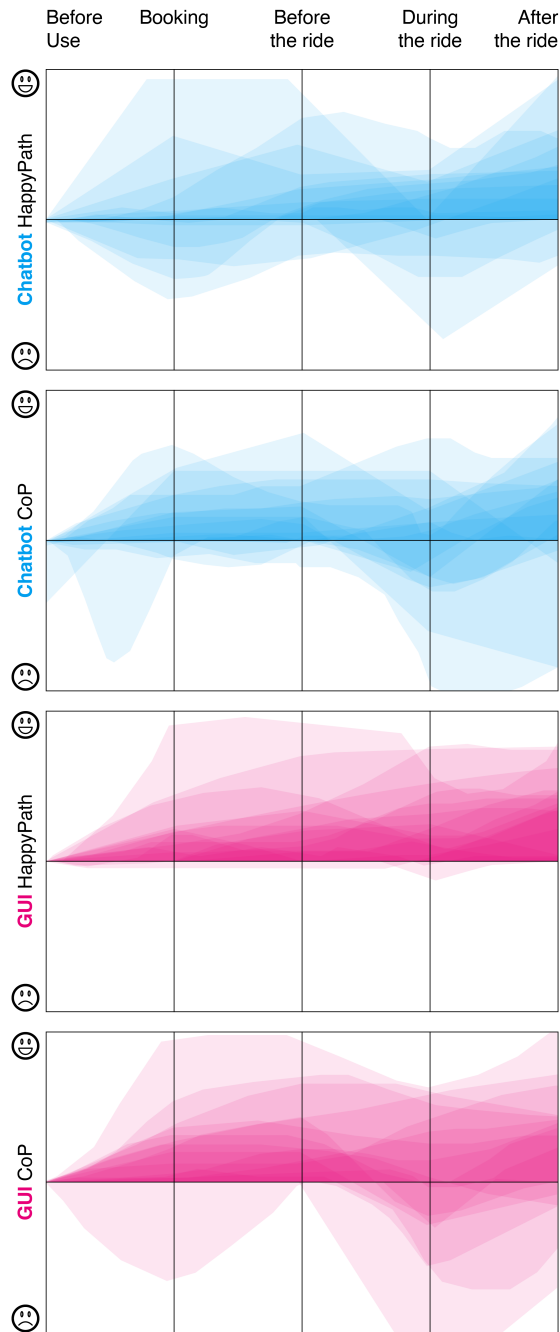 Before Use
Booking
Before the ride
During the ride
After the ride
Chatbot HappyPath
Chatbot CoP
GUI HappyPath
GUI CoP